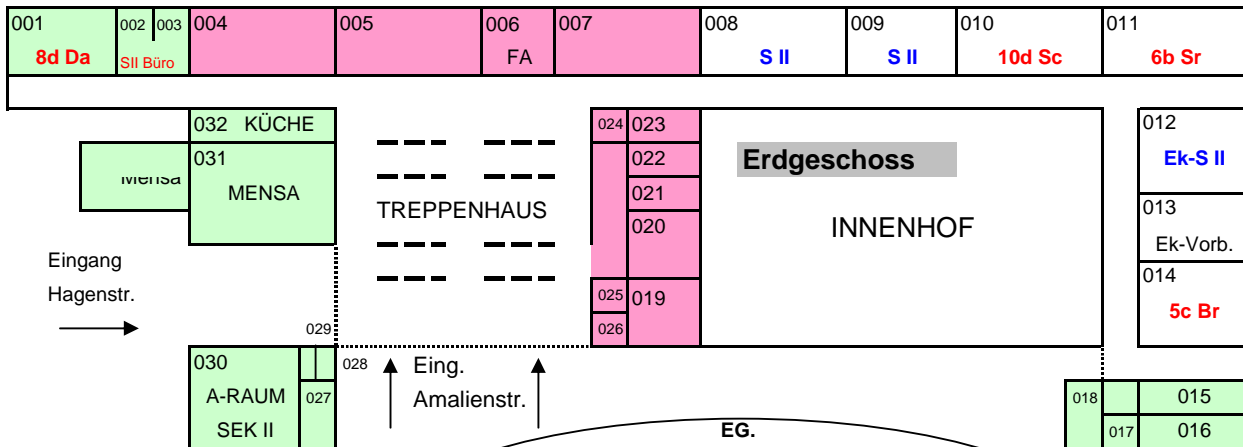 001 002 003 004 005 006 007 008 009 010 011
8d Da SII Büro FA S II S II 10d Sc 6b Sr
032 KÜCHE 024 023 012
031 Erdgeschoss Ek-S II
Mensa MENSA 022
TREPPENHAUS 021
020 INNENHOF 013
Ek-Vorb.
Eingang
Hagenstr.
025 019 014
026 5c Br
029
030 028 Eing.
A-RAUM 027 Amalienstr. 018 015
SEK II EG. 017 016